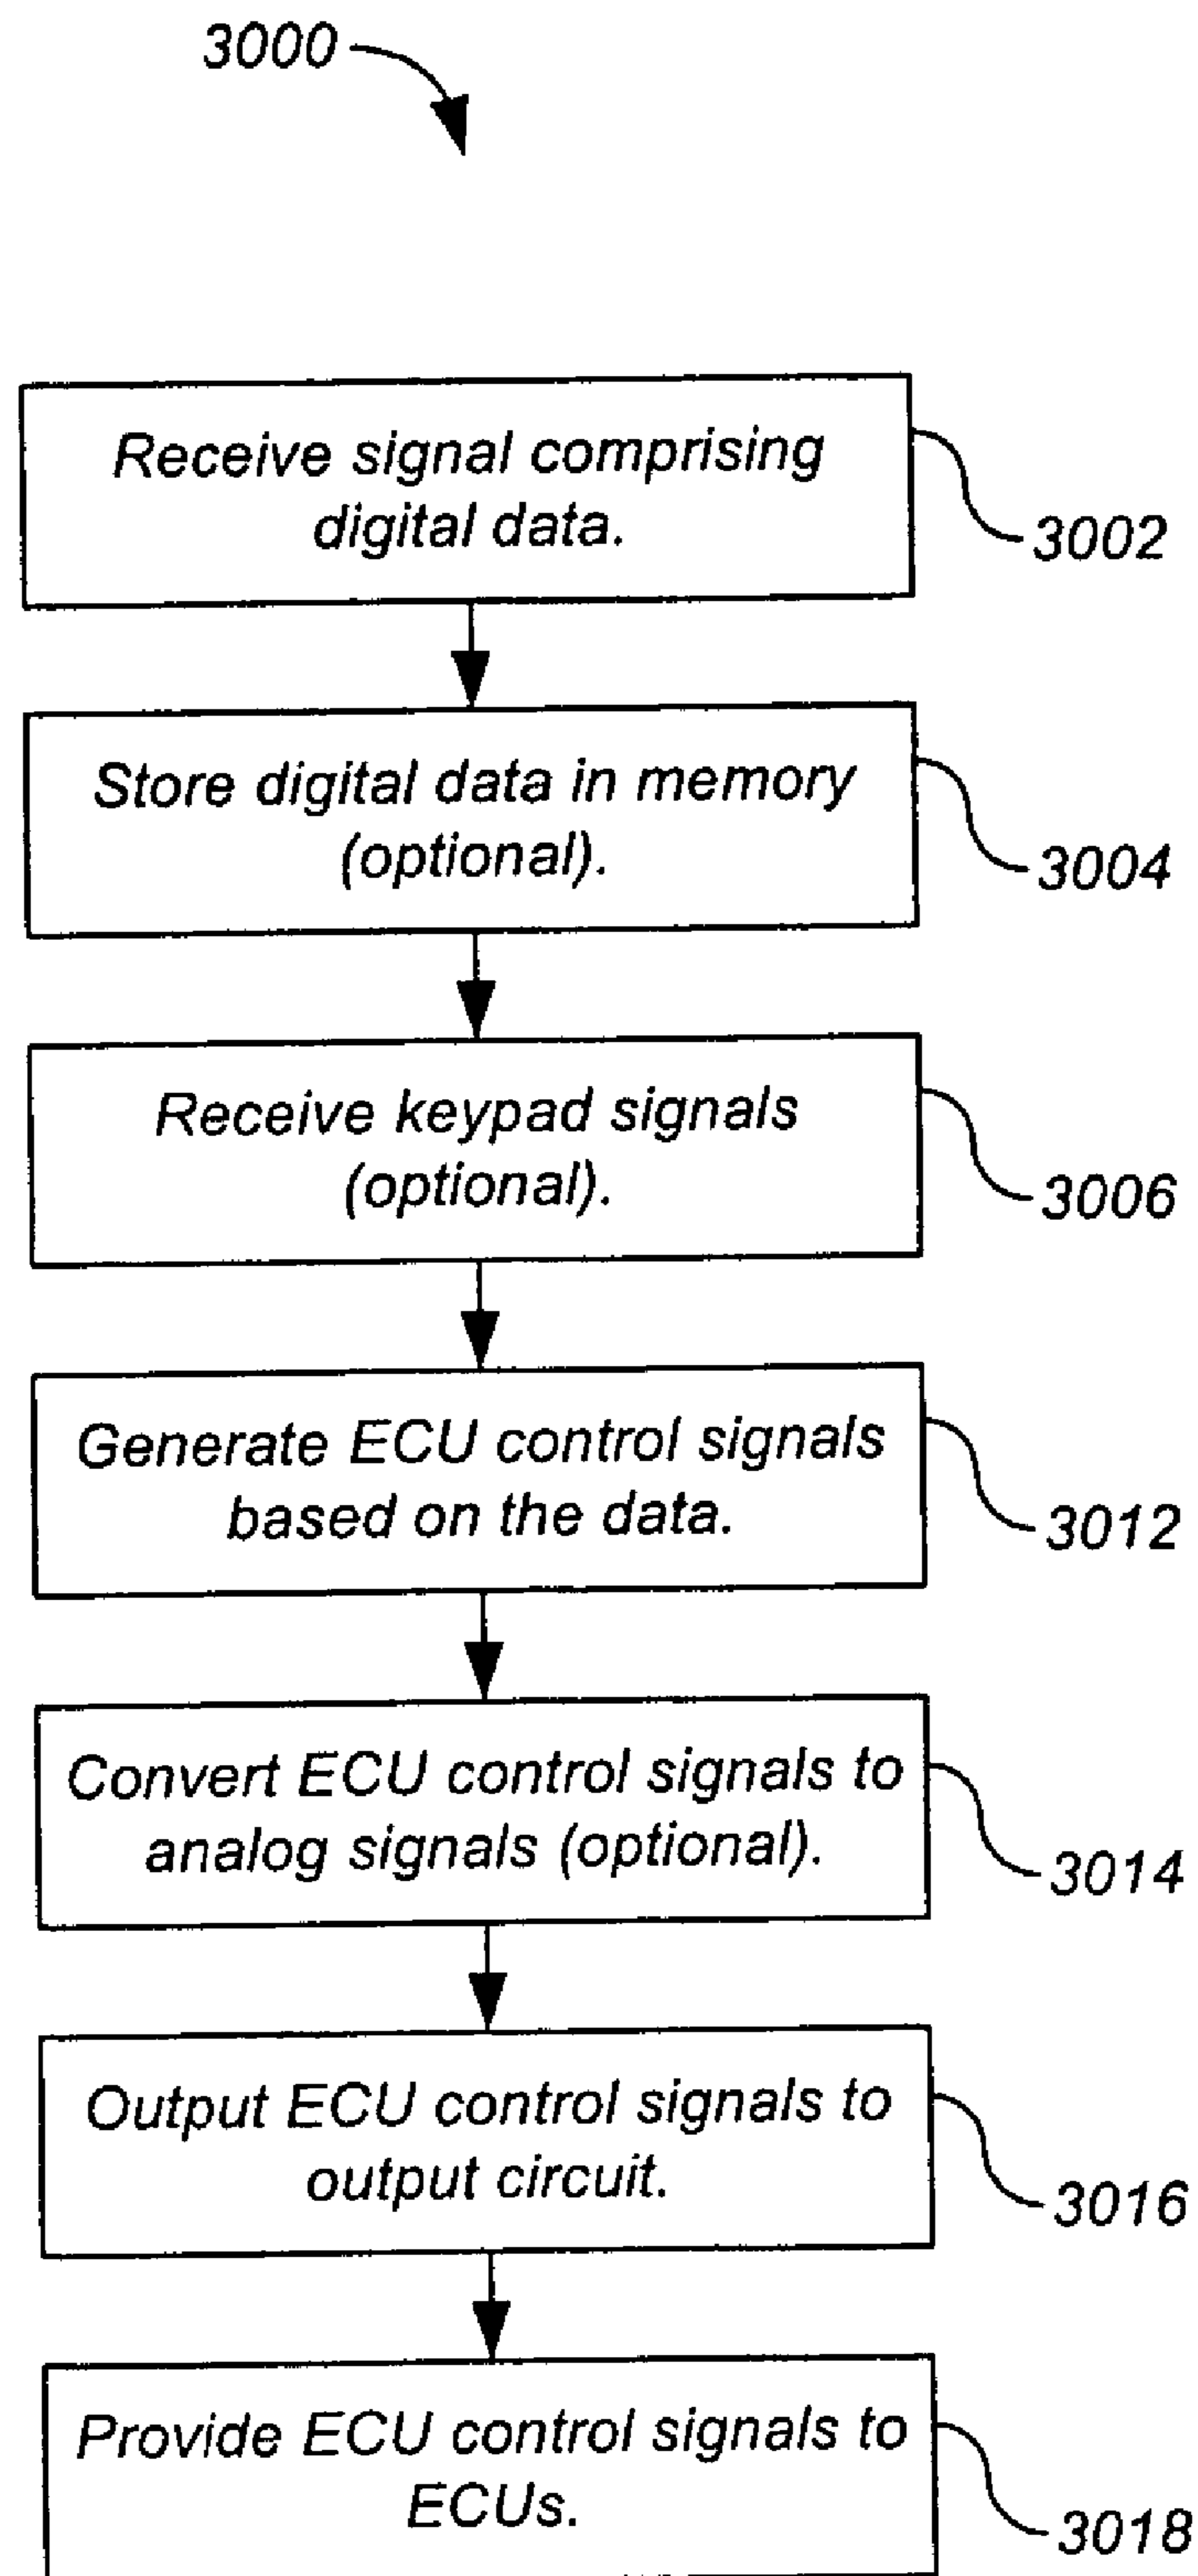 3000
Receive signal comprising
digital data.
3002
Store digital data in memory
(optional).
3004
Receive keypad signals
(optional).
3006
Generate ECU control signals
based on the data.
3012
Convert ECU control signals to
analog signals (optional).
3014
Output ECU control signals to
output circuit.
3016
Provide ECU control signals to
ECUs.
3018